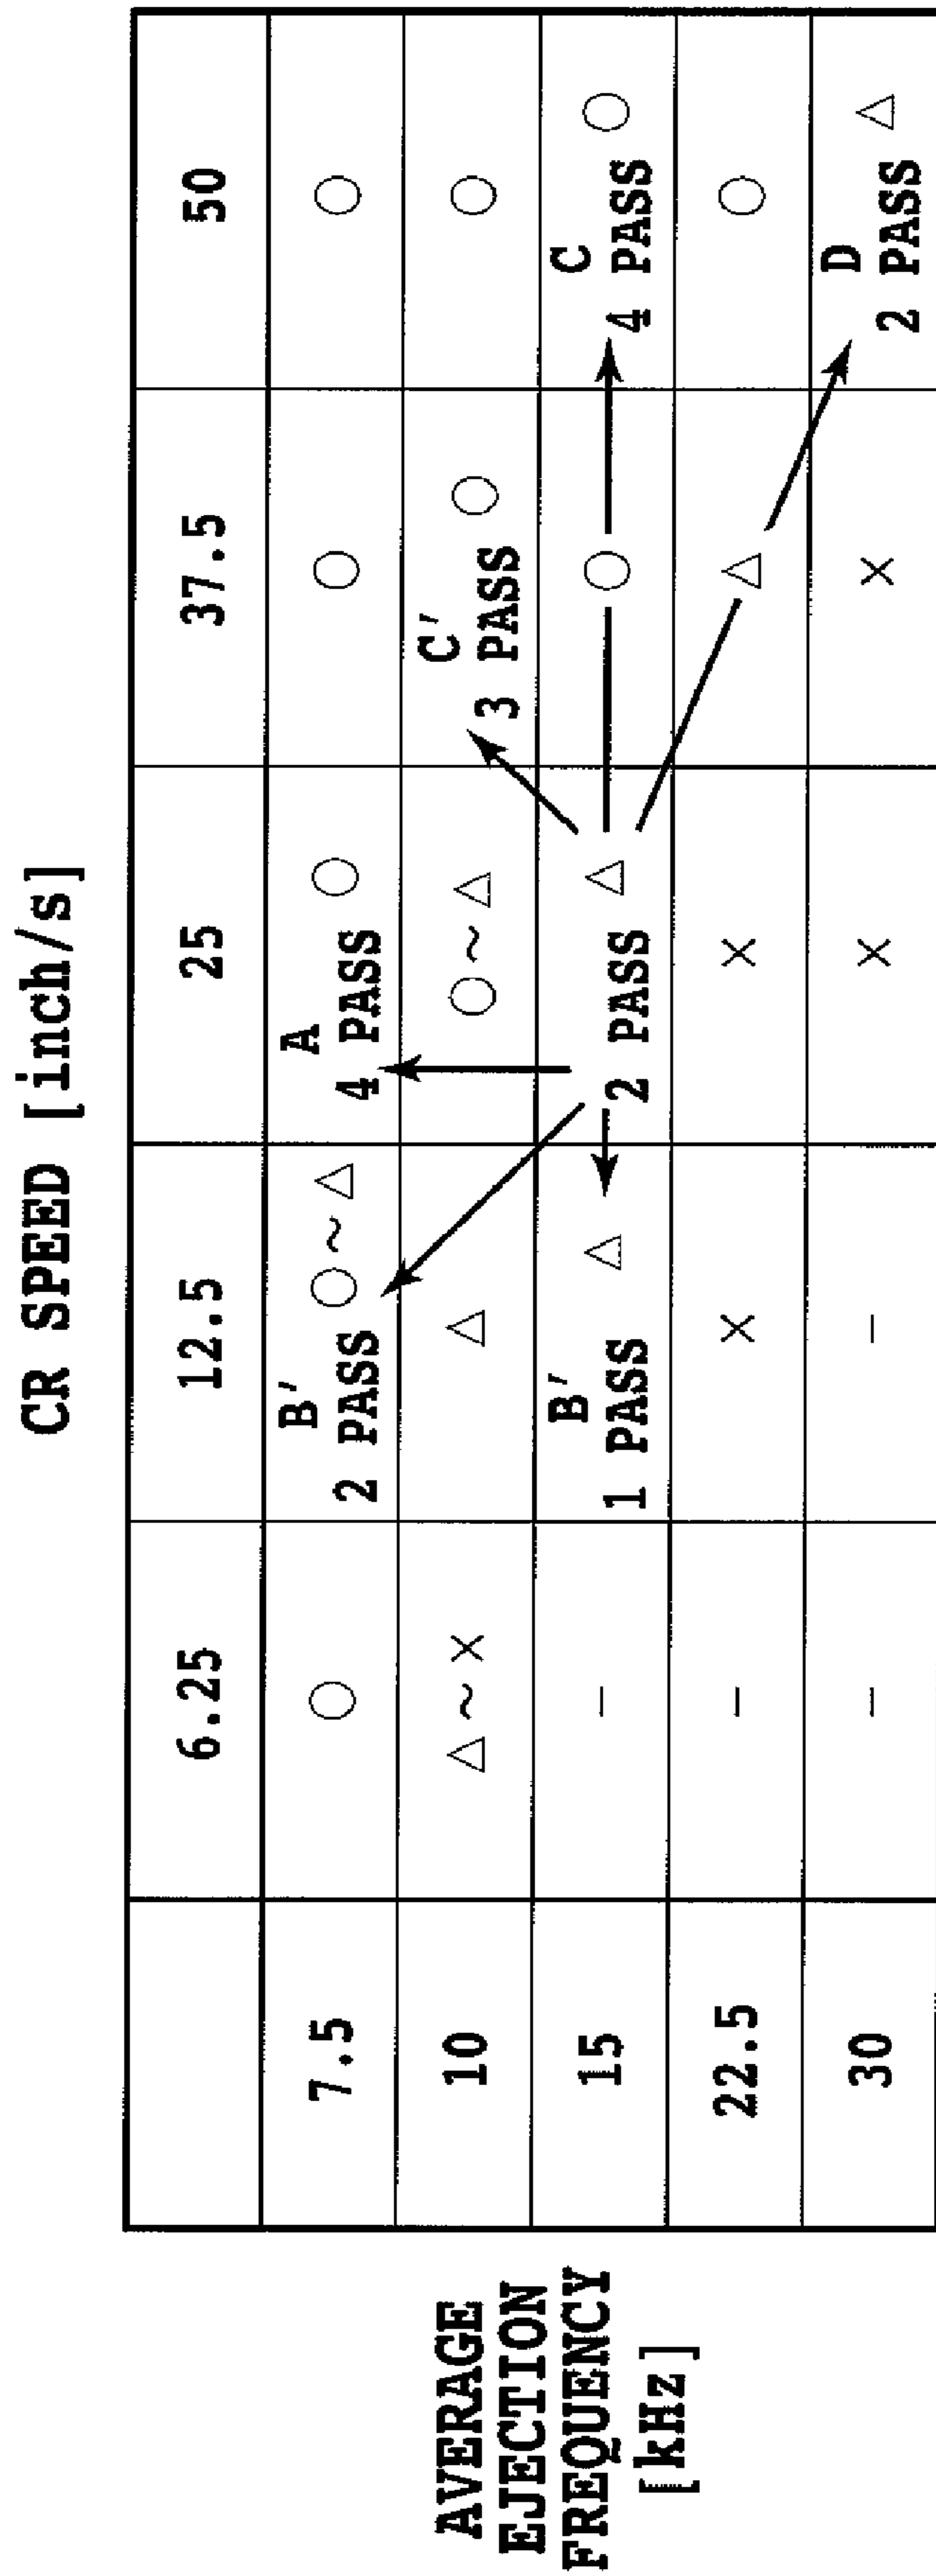 CR SPEED [inch/s]
6.25 12.5 25 37.5 50
AVERAGE
EJECTION
FREQUENCY
[kHz]
7.5 ○ B' 2 PASS ○~△ A 4 PASS ○ ○ ○
10 △~× △ ○~△ C' 3 PASS ○ ○
15 – B' 1 PASS △ 2 PASS △ ○ C 4 PASS ○
22.5 – × × △ ○
30 – – × × D 2 PASS △